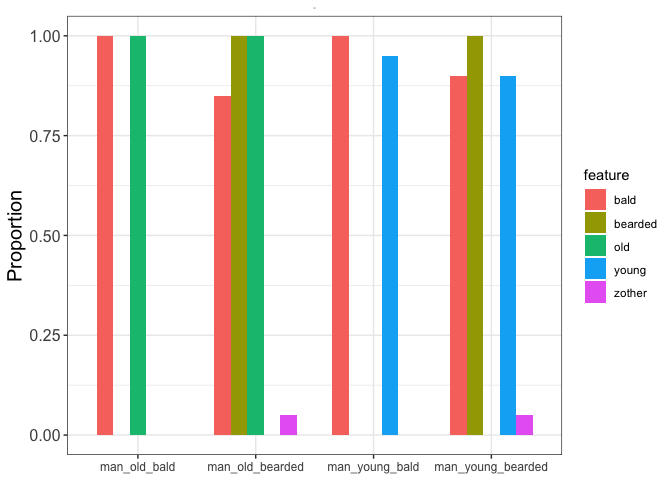 1.00
0.75
0.50
0.25
0.00
Proportion
man_old_bald
man_old_bearded
man_young_bald
man_young_bearded
feature
bald
bearded
old
young
zother